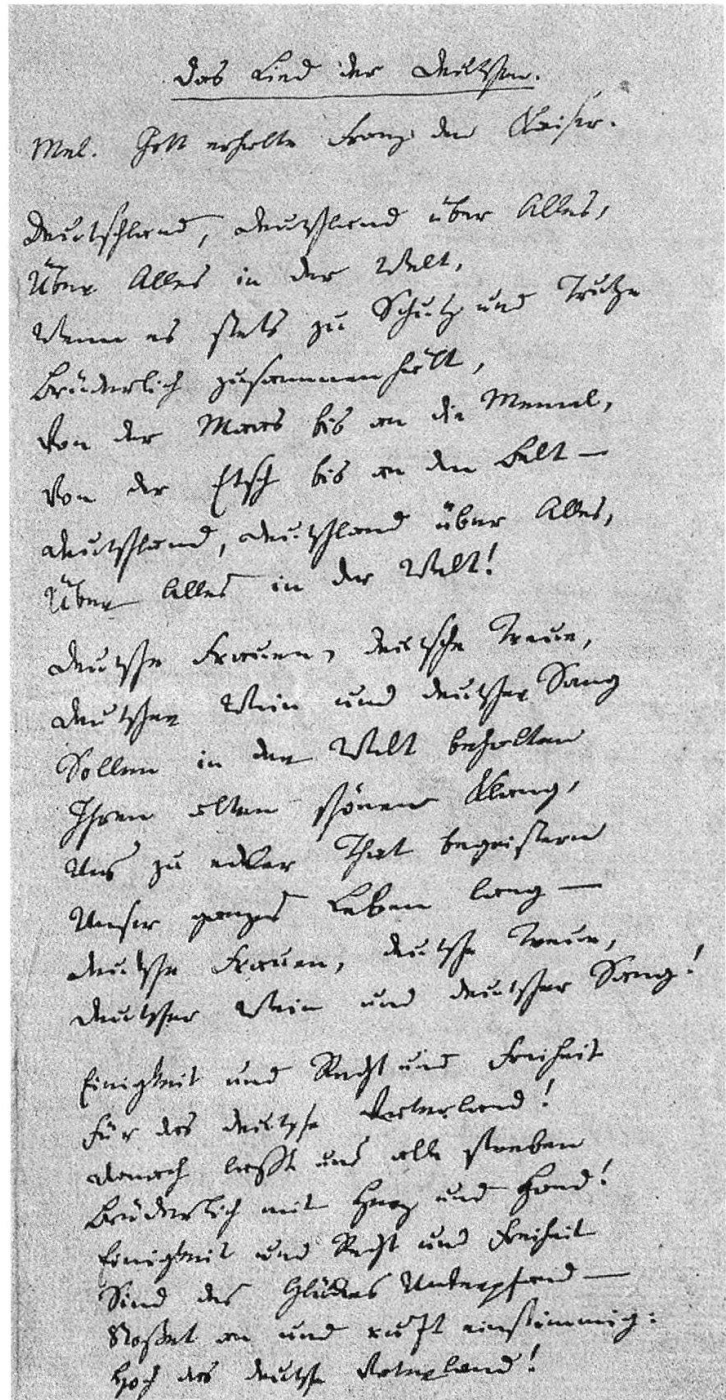 Das Lied der Deutschen.
Mel. Gott erhalte Franz den Kaiser.
Deutschland, Deutschland über Alles,
Über Alles in der Welt,
Wenn es stets zu Schutz und Trutze
Brüderlich zusammenhält,
Von der Maas bis an die Memel,
Von der Etsch bis an den Belt —
Deutschland, Deutschland über Alles,
Über Alles in der Welt!
Deutsche Frauen, deutsche Treue,
Deutscher Wein und deutscher Sang
Sollen in der Welt behalten
Ihren alten schönen Klang,
Uns zu edler That begeistern
Unser ganzes Leben lang —
Deutsche Frauen, deutsche Treue,
Deutscher Wein und deutscher Sang!
Einigkeit und Recht und Freiheit
Für das deutsche Vaterland!
Danach laßt uns alle streben
Brüderlich mit Herz und Hand!
Einigkeit und Recht und Freiheit
Sind des Glückes Unterpfand —
Stoßet an und ruft einstimmig:
Hoch das deutsche Vaterland!